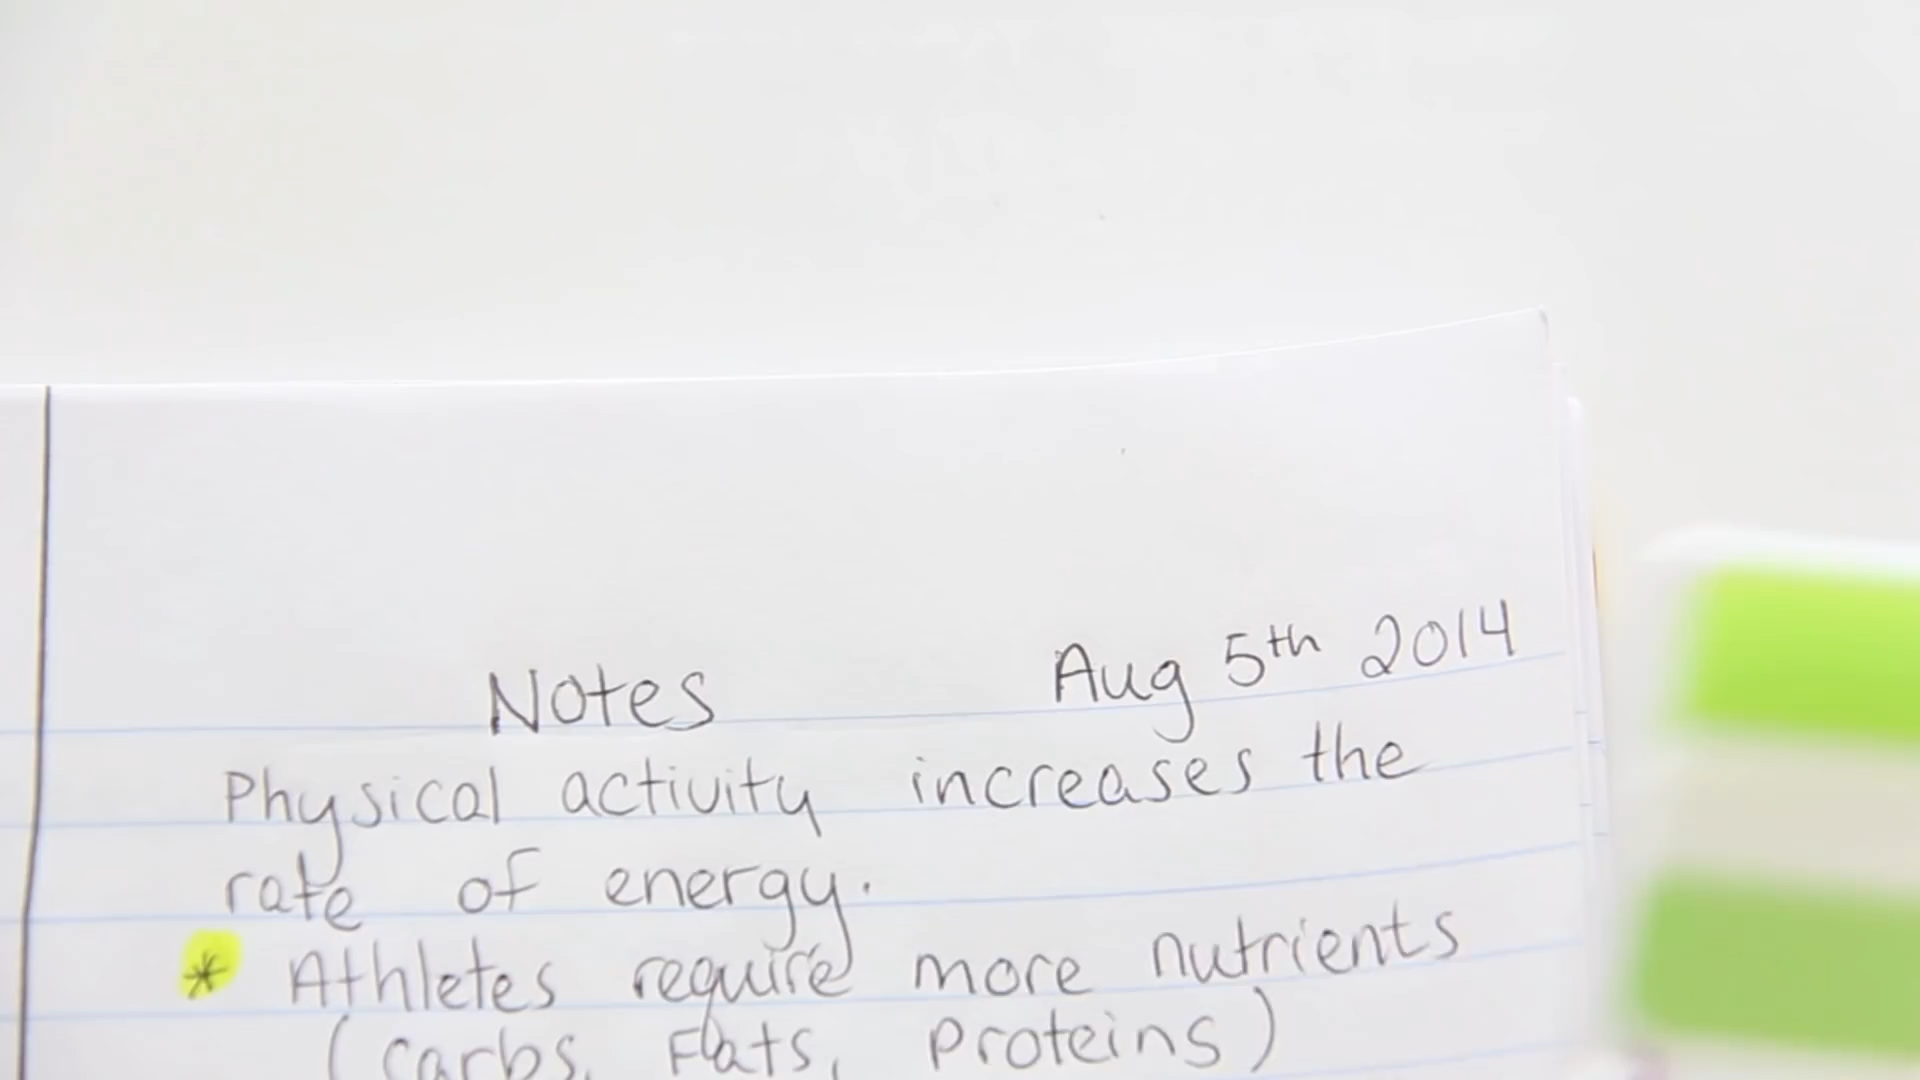 Notes Aug 5th 2014
Physical activity increases the
rate of energy.
* Athletes require more nutrients
(carbs, Fats, Proteins)